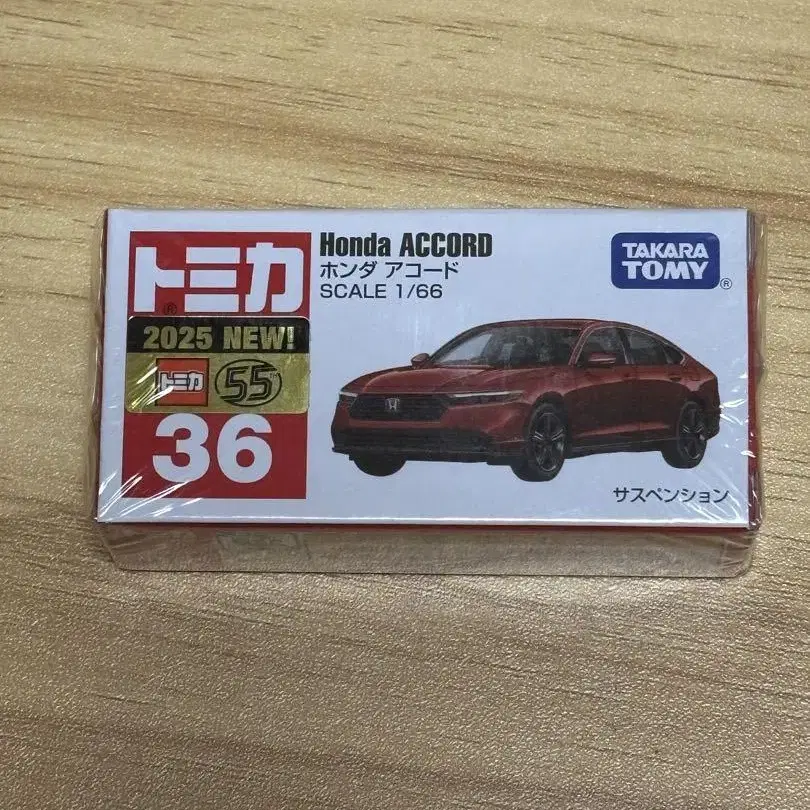 トミカ
®
2025 NEW!
トミカ 55TH
36
Honda ACCORD
ホンダ アコード
SCALE 1/66
TAKARA
TOMY
®
サスペンション